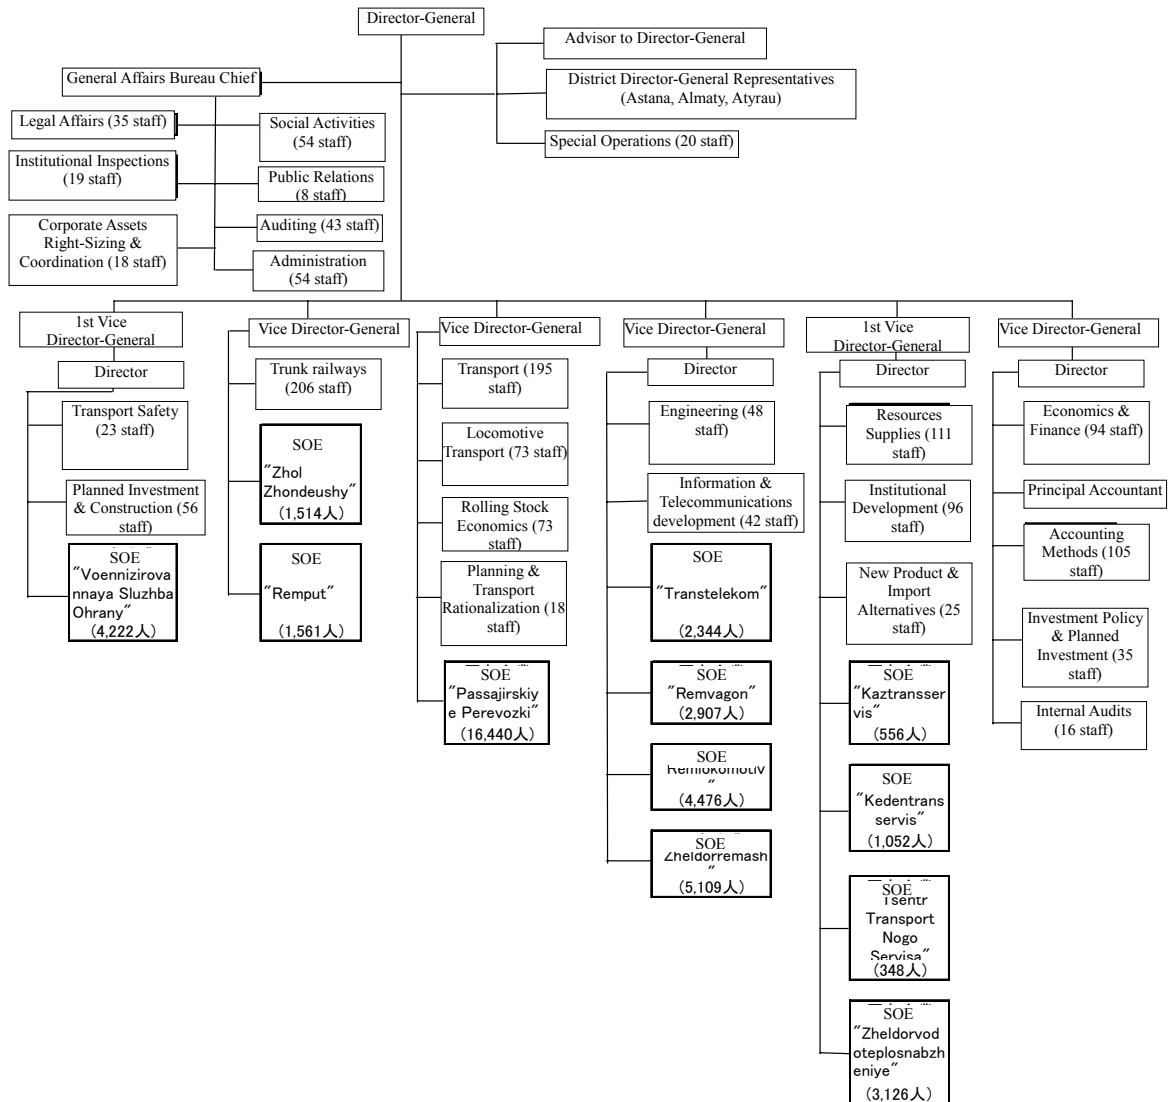 Director-General
Advisor to Director-General
General Affairs Bureau Chief
District Director-General Representatives
(Astana, Almaty, Atyrau)
Legal Affairs (35 staff)
Social Activities
(54 staff)
Special Operations (20 staff)
Institutional Inspections
(19 staff)
Public Relations
(8 staff)
Corporate Assets
Right-Sizing &
Coordination (18 staff)
Auditing (43 staff)
Administration
(54 staff)
1st Vice
Director-General
Director
Transport Safety
(23 staff)
Planned Investment
& Construction (56
staff)
SOE
"Voennizirova
nnaya Sluzhba
Ohrany"
(4,222人)
Vice Director-General
Trunk railways
(206 staff)
SOE
"Zhol
Zhondeushy"
(1,514人)
SOE
"Remput"
(1,561人)
Vice Director-General
Transport (195
staff)
Locomotive
Transport (73 staff)
Rolling Stock
Economics (73
staff)
Planning &
Transport
Rationalization (18
staff)
SOE
"Passajirskiy
e Perevozki"
(16,440人)
Vice Director-General
Director
Engineering (48
staff)
Information &
Telecommunications
development (42 staff)
SOE
"Transtelekom"
(2,344人)
SOE
"Remvagon"
(2,907人)
SOE
Remlokomotiv
"
(4,476人)
SOE
Zheldorremash
(5,109人)
1st Vice
Director-General
Director
Resources
Supplies (111
staff)
Institutional
Development (96
staff)
New Product &
Import
Alternatives (25
staff)
SOE
"Kaztransser
vis"
(556人)
SOE
"Kedentrans
servis"
(1,052人)
SOE
Tsentr
Transport
Nogo
Servisa"
(348人)
SOE
"Zheldorvod
oteplosnabzh
eniye"
(3,126人)
Vice Director-General
Director
Economics &
Finance (94 staff)
Principal Accountant
Accounting
Methods (105
staff)
Investment Policy
& Planned
Investment (35
staff)
Internal Audits
(16 staff)